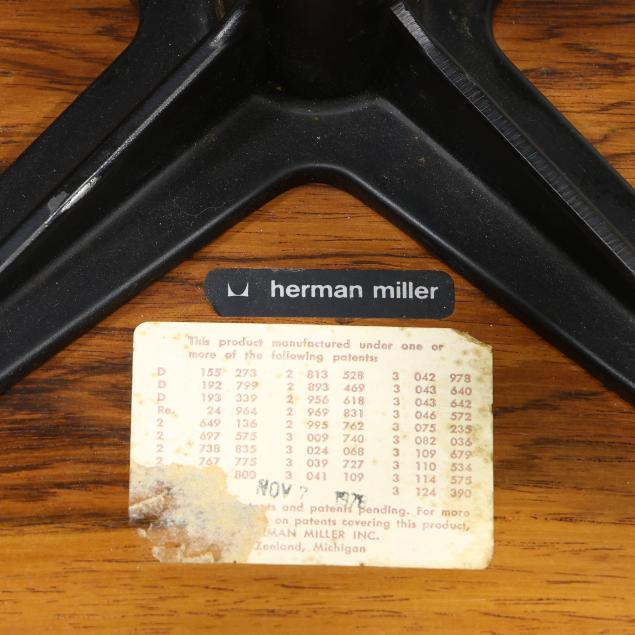 herman miller
This product manufactured under one or
more of the following patents:
D 155 273 2 813 528 3 042 978
D 192 799 2 893 469 3 043 640
D 193 339 2 956 618 3 043 642
Re. 24 964 2 969 831 3 046 572
2 649 136 2 995 762 3 075 235
2 697 575 3 009 740 3 082 036
2 738 835 3 024 068 3 109 679
2 767 775 3 039 727 3 110 534
800 3 041 109 3 114 575
3 124 390
NOV 7 1978
and patents pending. For more
on patents covering this product,
MAN MILLER INC.
Zeeland, Michigan